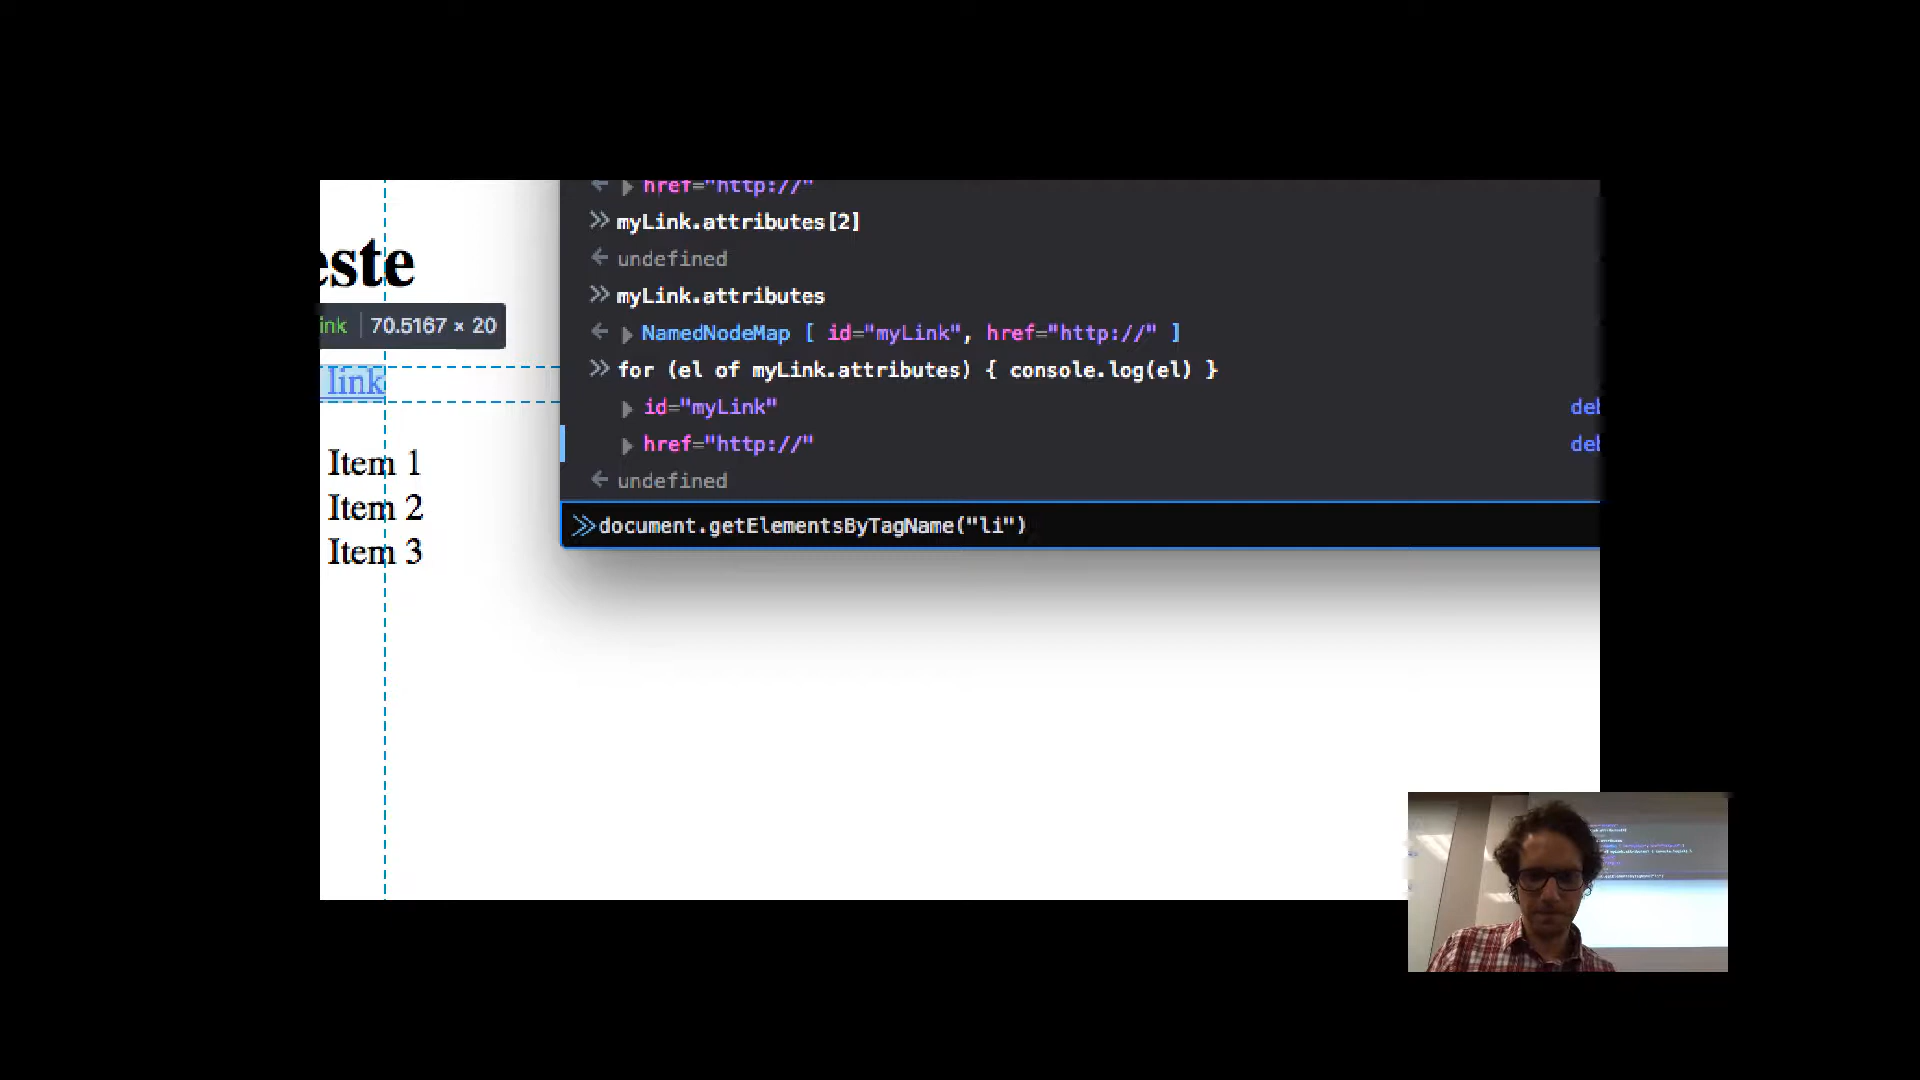 este
ink 70.5167 × 20
link
Item 1
Item 2
Item 3
href="http://"
myLink.attributes[2]
undefined
myLink.attributes
NamedNodeMap [ id="myLink", href="http://" ]
for (el of myLink.attributes) { console.log(el) }
id="myLink" deb
href="http://" deb
undefined
document.getElementsByTagName("li")